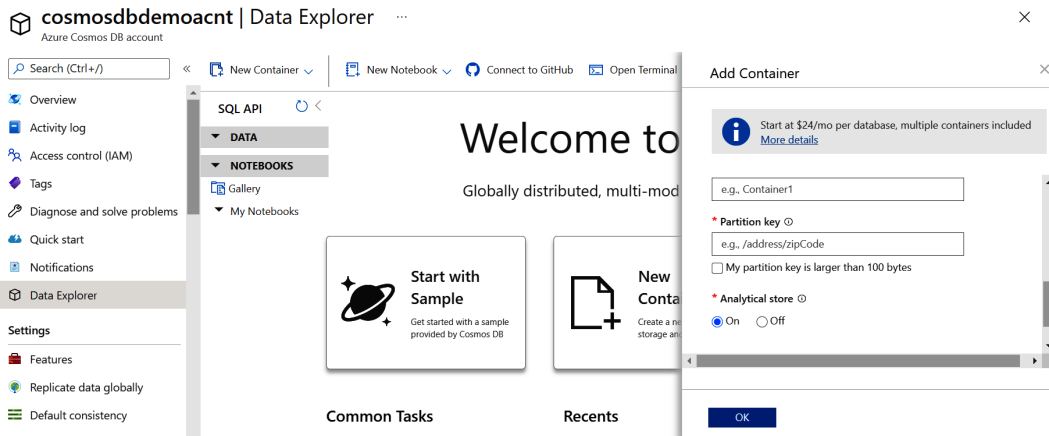 cosmosdbdemoacnt | Data Explorer ...
Azure Cosmos DB account
Search (Ctrl+/)
Overview
Activity log
Access control (IAM)
Tags
Diagnose and solve problems
Quick start
Notifications
Data Explorer
Settings
Features
Replicate data globally
Default consistency
New Container
New Notebook
Connect to GitHub
Open Terminal
SQL API
DATA
NOTEBOOKS
Gallery
My Notebooks
Welcome to
Globally distributed, multi-mod
Start with
Sample
Get started with a sample
provided by Cosmos DB
New
Conta
Create a ne
storage an
Common Tasks
Recents
Add Container
Start at $24/mo per database, multiple containers included
More details
e.g., Container1
* Partition key
e.g., /address/zipCode
My partition key is larger than 100 bytes
* Analytical store
On Off
OK